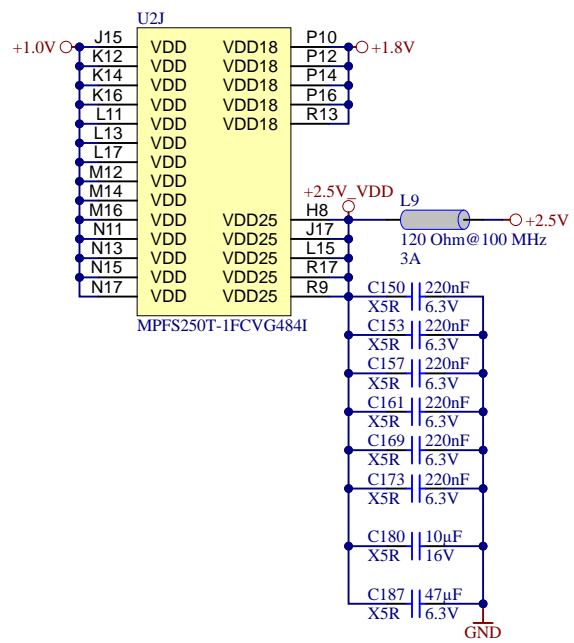 U2J
+1.0V J15 VDD VDD18 P10 +1.8V
K12 VDD VDD18 P12
K14 VDD VDD18 P14
K16 VDD VDD18 P16
L11 VDD VDD18 R13
L13 VDD
L17 VDD
M12 VDD
M14 VDD
+2.5V_VDD
L9
M16 VDD VDD25 H8
+2.5V
N11 VDD VDD25 J17
120 Ohm@100 MHz
N13 VDD VDD25 L15
3A
N15 VDD VDD25 R17
N17 VDD VDD25 R9
MPFS250T-1FCVG484I
C150 220nF
X5R 6.3V
C153 220nF
X5R 6.3V
C157 220nF
X5R 6.3V
C161 220nF
X5R 6.3V
C169 220nF
X5R 6.3V
C173 220nF
X5R 6.3V
C180 10µF
X5R 16V
C187 47µF
X5R 6.3V
GND